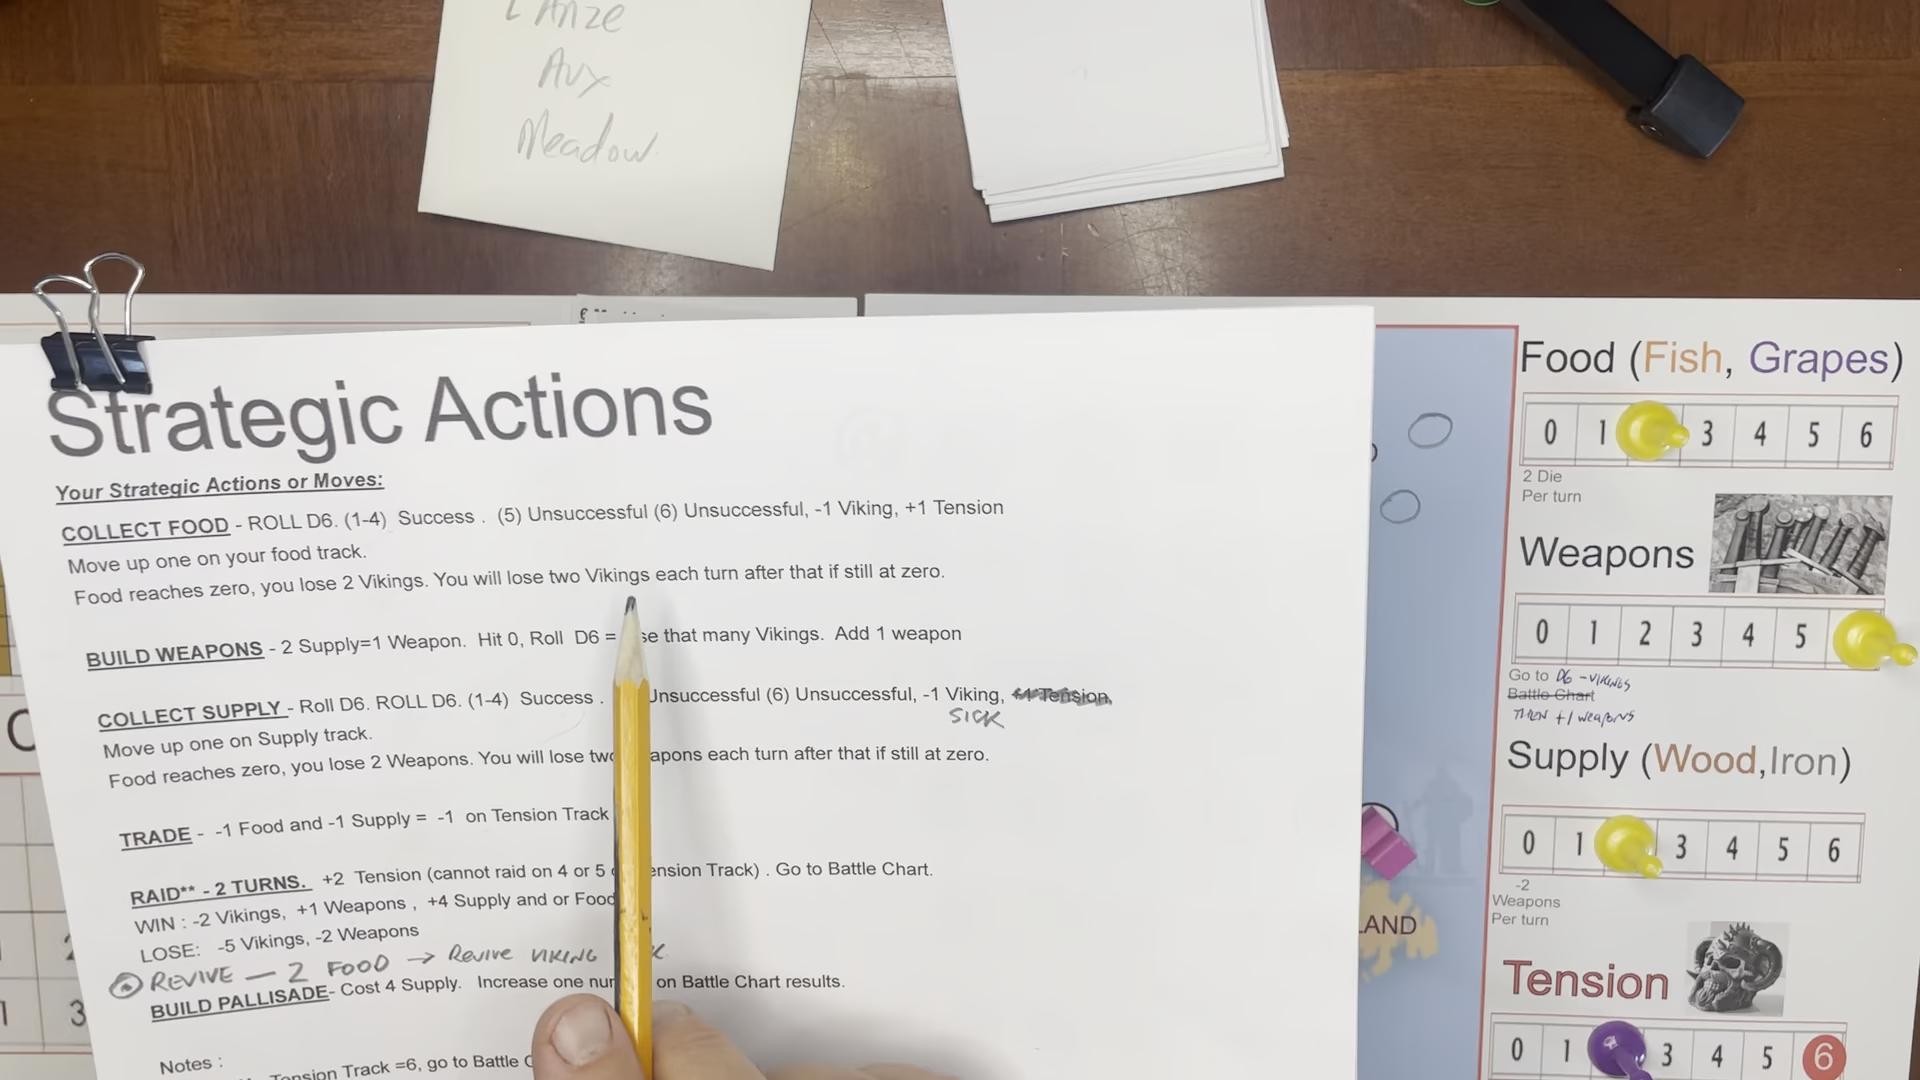 L'Anze
Aux
Meadow
Strategic Actions
Your Strategic Actions or Moves:
COLLECT FOOD - ROLL D6. (1-4) Success . (5) Unsuccessful (6) Unsuccessful, -1 Viking, +1 Tension
Move up one on your food track.
Food reaches zero, you lose 2 Vikings. You will lose two Vikings each turn after that if still at zero.
BUILD WEAPONS - 2 Supply=1 Weapon. Hit 0, Roll D6 = se that many Vikings. Add 1 weapon
COLLECT SUPPLY - Roll D6. ROLL D6. (1-4) Success . Unsuccessful (6) Unsuccessful, -1 Viking, +1 Tension,
SICK
Move up one on Supply track.
Food reaches zero, you lose 2 Weapons. You will lose two apons each turn after that if still at zero.
TRADE - -1 Food and -1 Supply = -1 on Tension Track
RAID** - 2 TURNS. +2 Tension (cannot raid on 4 or 5 ension Track) . Go to Battle Chart.
WIN : -2 Vikings, +1 Weapons , +4 Supply and or Food
LOSE: -5 Vikings, -2 Weapons
REVIVE — 2 FOOD → REVIVE VIKING
BUILD PALLISADE- Cost 4 Supply. Increase one nu on Battle Chart results.
Notes :
Tension Track =6, go to Battle C
Food (Fish, Grapes)
0 1 3 4 5 6
2 Die
Per turn
Weapons
0 1 2 3 4 5
Go to D6 -VIKINGS
Battle Chart
THEN +1 WEAPONS
Supply (Wood,Iron)
0 1 3 4 5 6
-2
Weapons
Per turn
LAND
Tension
0 1 3 4 5 6